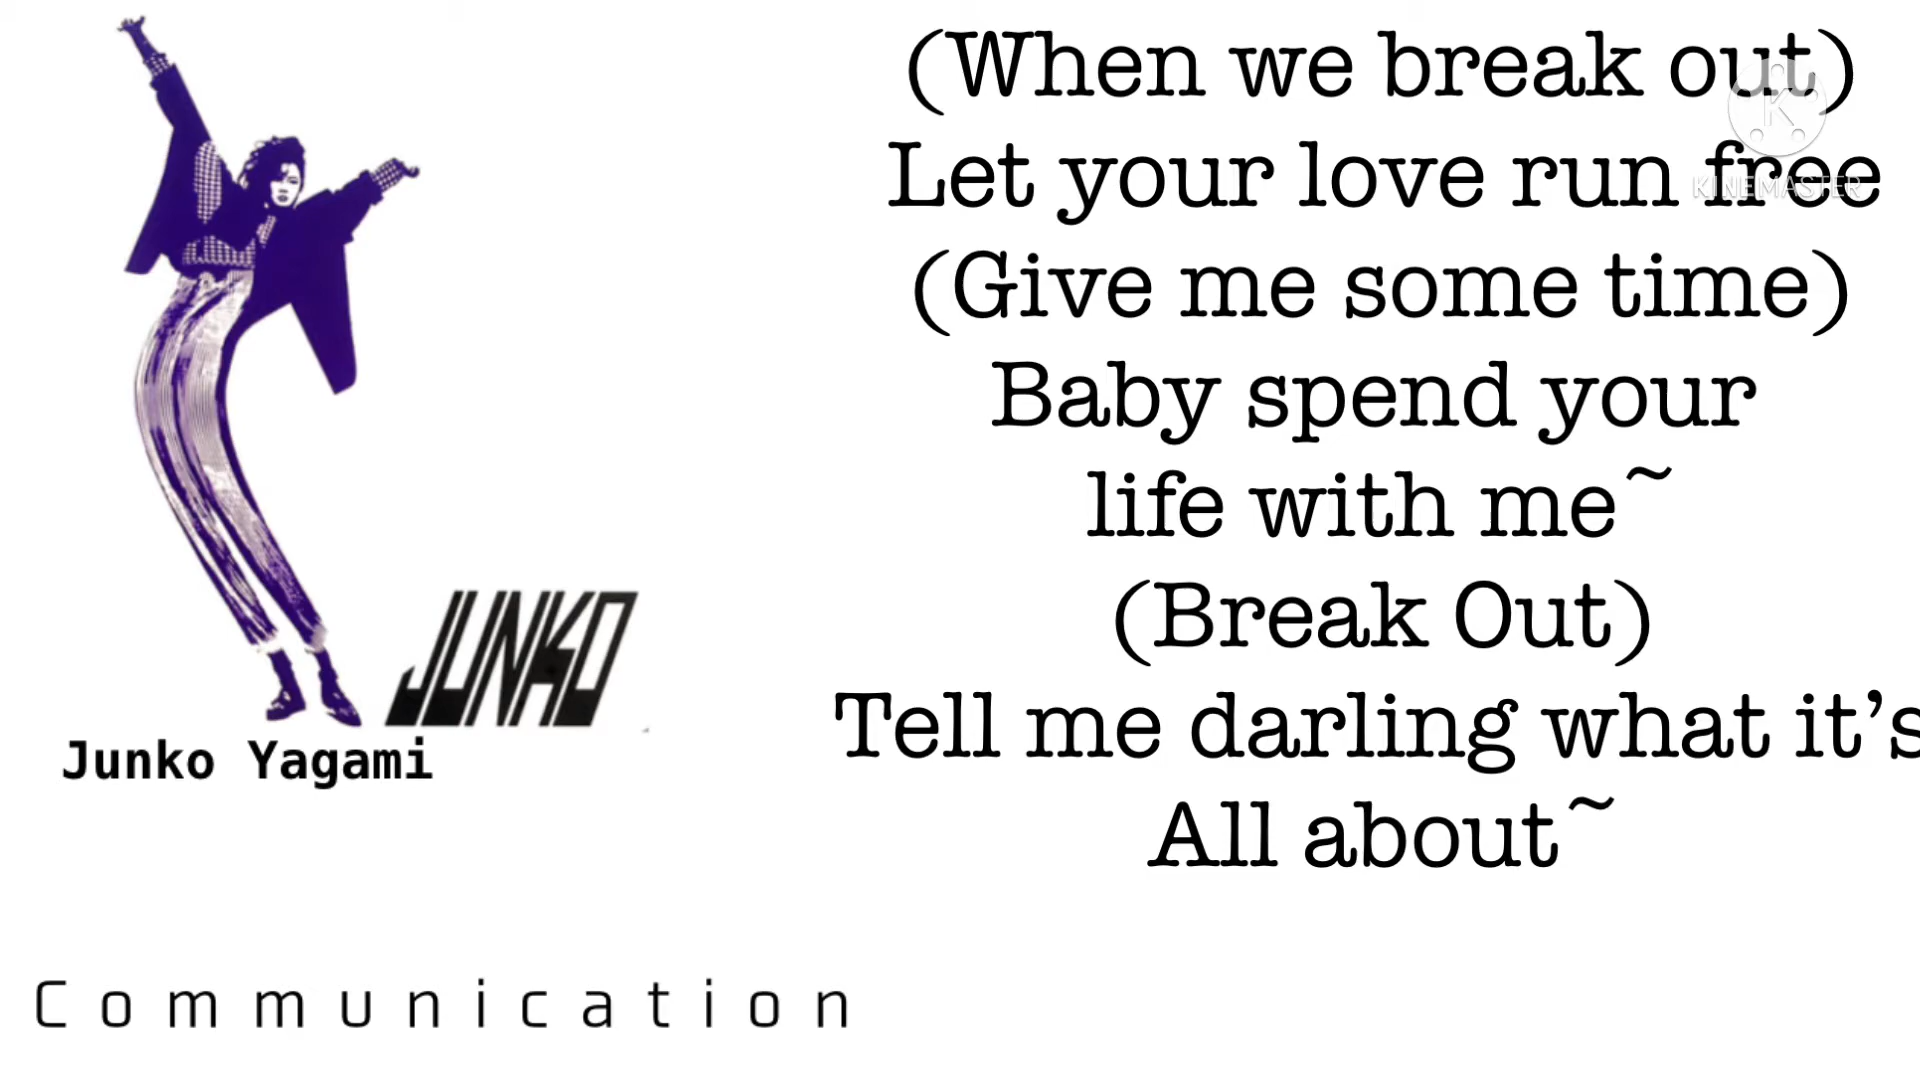 (When we break out)
Let your love run free
(Give me some time)
Baby spend your
life with me~
(Break Out)
Tell me darling what it’s
All about~
K
KINEMASTER
JUNKO
Junko Yagami
Communication